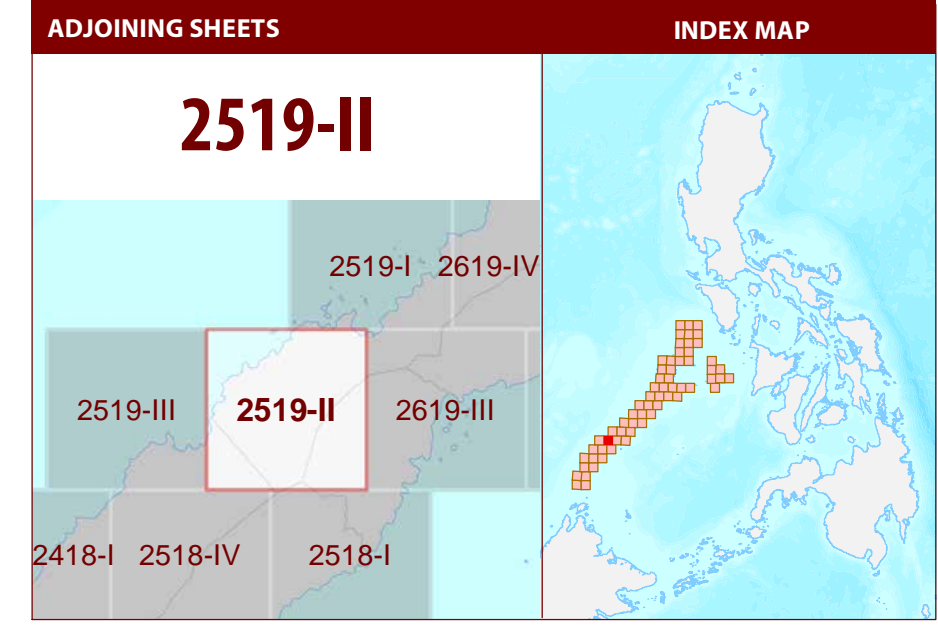 ADJOINING SHEETS
INDEX MAP
2519-II
2519-I
2619-IV
2519-III
2519-II
2619-III
2418-I
2518-IV
2518-I